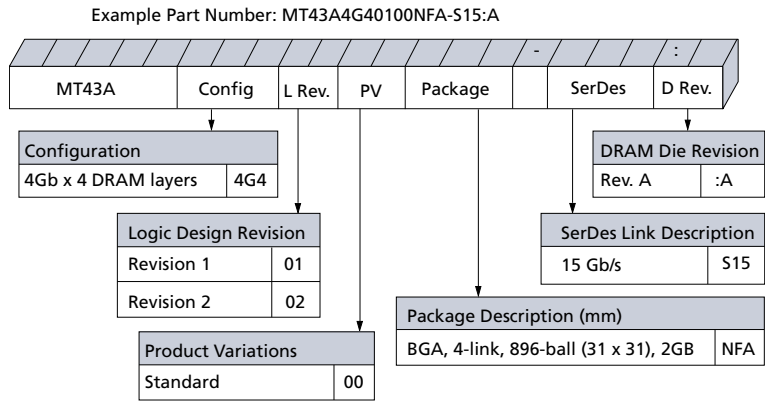 Example Part Number: MT43A4G40100NFA-S15:A
- :
MT43A Config L Rev. PV Package SerDes D Rev.
Configuration
4Gb x 4 DRAM layers 4G4
DRAM Die Revision
Rev. A :A
Logic Design Revision
Revision 1 01
Revision 2 02
SerDes Link Description
15 Gb/s S15
Package Description (mm)
BGA, 4-link, 896-ball (31 x 31), 2GB NFA
Product Variations
Standard 00